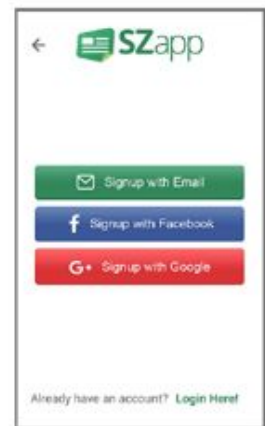 SZapp
Signup with Email
f Signup with Facebook
G+ Signup with Google
Already have an account? Login Here!